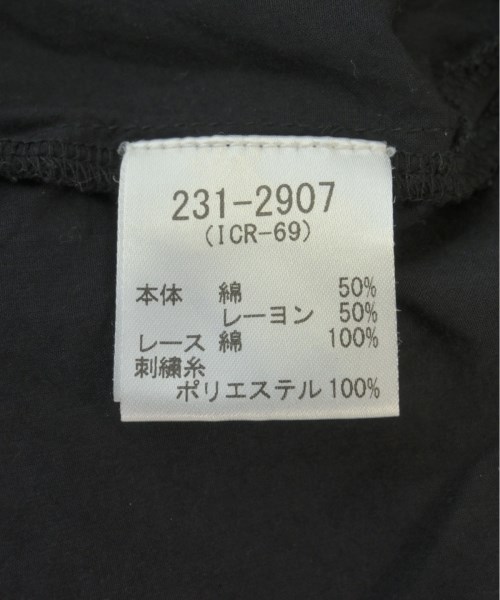 231-2907
(ICR-69)
本体 綿 50%
レーヨン 50%
レース 綿 100%
刺繍糸
ポリエステル 100%